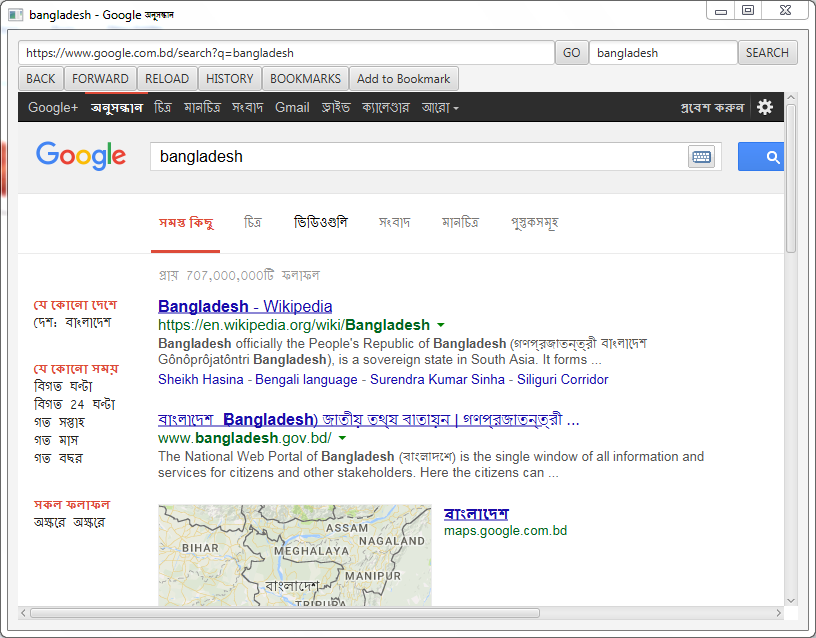 bangladesh - Google অনুসন্ধান
https://www.google.com.bd/search?q=bangladesh GO bangladesh SEARCH
BACK FORWARD RELOAD HISTORY BOOKMARKS Add to Bookmark
Google+ অনুসন্ধান চিত্র মানচিত্র সংবাদ Gmail ড্রাইভ ক্যালেণ্ডার আরো প্রবেশ করুন
Google bangladesh
সমস্ত কিছু চিত্র ভিডিওগুলি সংবাদ মানচিত্র পুস্তকসমূহ
প্রায় 707,000,000টি ফলাফল
যে কোনো দেশে
দেশ: বাংলাদেশ
যে কোনো সময়
বিগত ঘণ্টা
বিগত 24 ঘণ্টা
গত সপ্তাহ
গত মাস
গত বছর
সকল ফলাফল
অক্ষরে অক্ষরে
Bangladesh - Wikipedia
https://en.wikipedia.org/wiki/Bangladesh
Bangladesh officially the People's Republic of Bangladesh (গণপ্রজাতন্ত্রী বাংলাদেশ
Gônôprôjatôntri Bangladesh), is a sovereign state in South Asia. It forms ...
Sheikh Hasina - Bengali language - Surendra Kumar Sinha - Siliguri Corridor
বাংলাদেশ Bangladesh) জাতীয় তথ্য বাতায়ন | গণপ্রজাতন্ত্রী ...
www.bangladesh.gov.bd/
The National Web Portal of Bangladesh (বাংলাদেশ) is the single window of all information and
services for citizens and other stakeholders. Here the citizens can ...
বাংলাদেশ
maps.google.com.bd
ASSAM
NAGALAND
BIHAR
MEGHALAYA
MANIPUR
বাংলাদেশ
TRIPURA